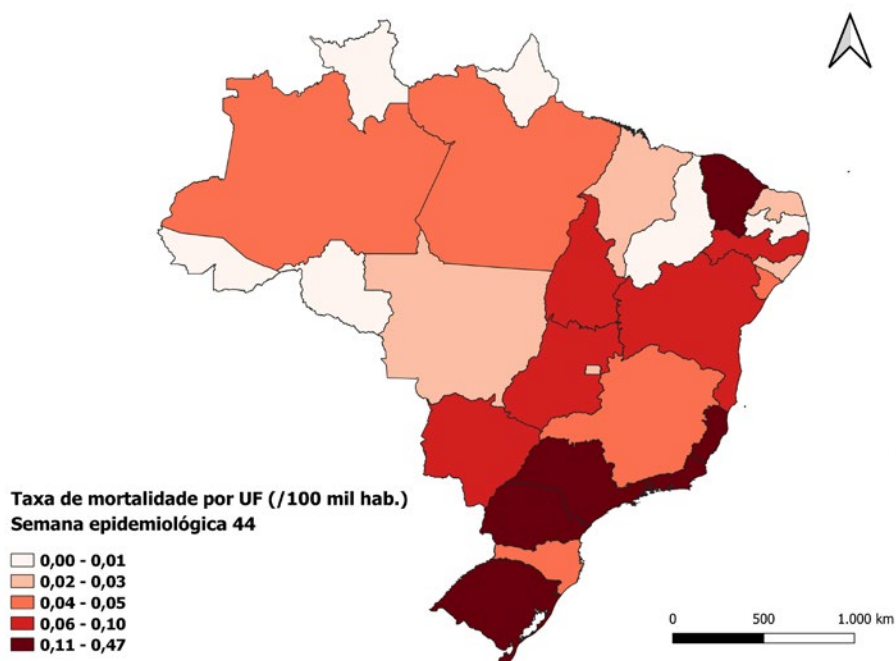 Taxa de mortalidade por UF (/100 mil hab.)
Semana epidemiológica 44
0,00 - 0,01
0,02 - 0,03
0,04 - 0,05
0,06 - 0,10
0,11 - 0,47
0 500 1.000 km